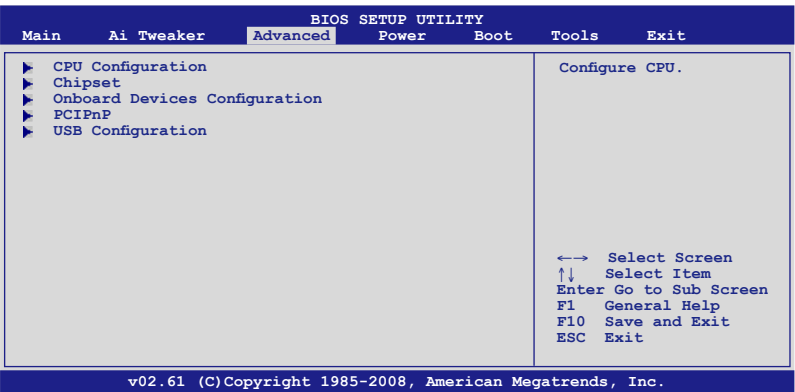 BIOS SETUP UTILITY
Main Ai Tweaker Advanced Power Boot Tools Exit
CPU Configuration
Chipset
Onboard Devices Configuration
PCIPnP
USB Configuration
Configure CPU.
←→ Select Screen
↑↓ Select Item
Enter Go to Sub Screen
F1 General Help
F10 Save and Exit
ESC Exit
v02.61 (C)Copyright 1985-2008, American Megatrends, Inc.